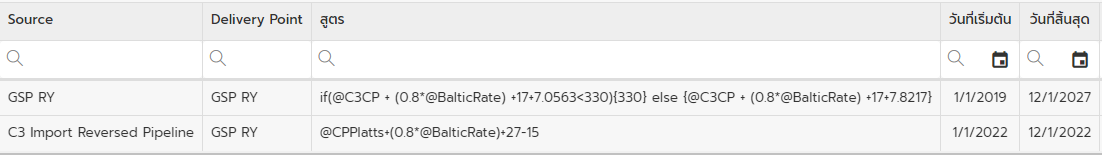 Source Delivery Point สูตร วันที่เริ่มต้น วันที่สิ้นสุด
GSP RY GSP RY if(@C3CP + (0.8*@BalticRate) +17+7.0563<330){330} else {@C3CP + (0.8*@BalticRate) +17+7.8217} 1/1/2019 12/1/2027
C3 Import Reversed Pipeline GSP RY @CPPlatts+(0.8*@BalticRate)+27-15 1/1/2022 12/1/2022